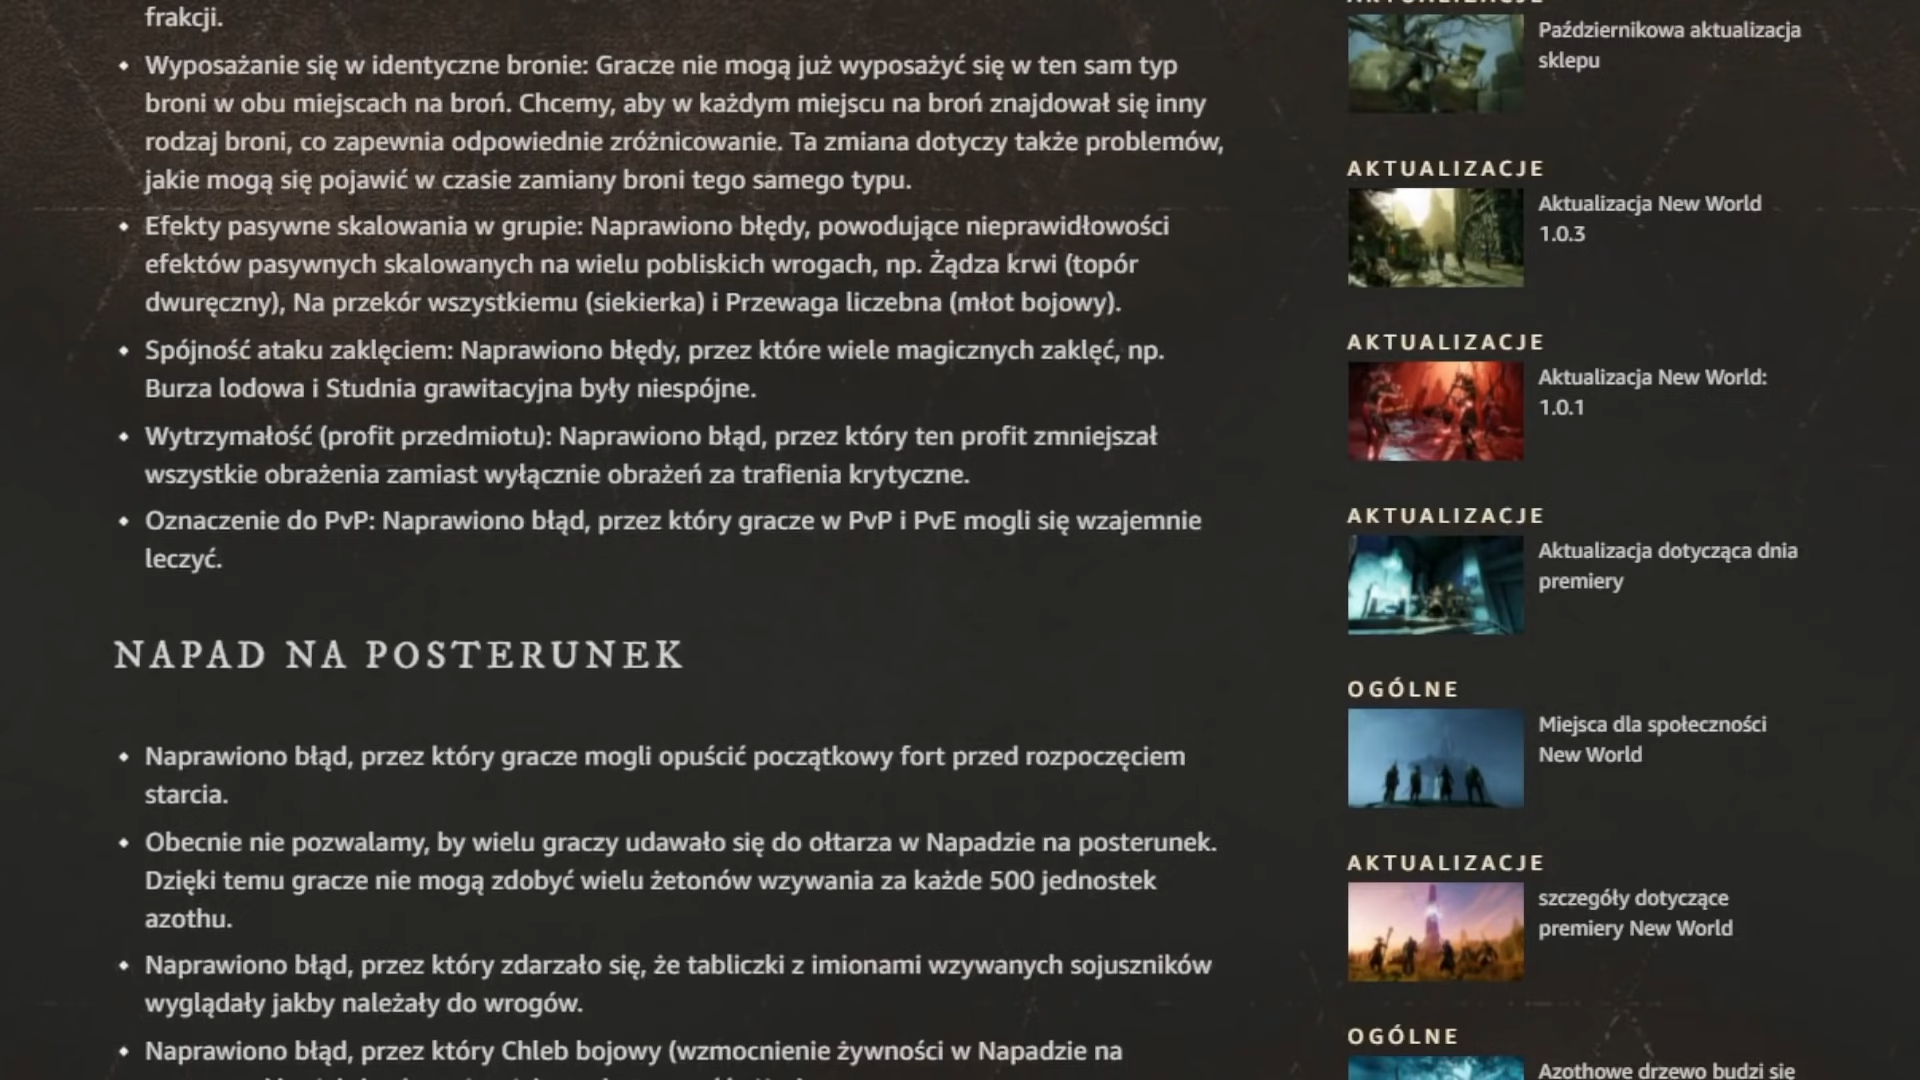 frakcji.
Wyposażanie się w identyczne bronie: Gracze nie mogą już wyposażyć się w ten sam typ
broni w obu miejscach na broń. Chcemy, aby w każdym miejscu na broń znajdował się inny
rodzaj broni, co zapewnia odpowiednie zróżnicowanie. Ta zmiana dotyczy także problemów,
jakie mogą się pojawić w czasie zamiany broni tego samego typu.
Efekty pasywne skalowania w grupie: Naprawiono błędy, powodujące nieprawidłowości
efektów pasywnych skalowanych na wielu pobliskich wrogach, np. Żądza krwi (topór
dwuręczny), Na przekór wszystkiemu (siekierka) i Przewaga liczebna (młot bojowy).
Spójność ataku zaklęciem: Naprawiono błędy, przez które wiele magicznych zaklęć, np.
Burza lodowa i Studnia grawitacyjna były niespójne.
Wytrzymałość (profit przedmiotu): Naprawiono błąd, przez który ten profit zmniejszał
wszystkie obrażenia zamiast wyłącznie obrażeń za trafienia krytyczne.
Oznaczenie do PvP: Naprawiono błąd, przez który gracze w PvP i PvE mogli się wzajemnie
leczyć.
NAPAD NA POSTERUNEK
Naprawiono błąd, przez który gracze mogli opuścić początkowy fort przed rozpoczęciem
starcia.
Obecnie nie pozwalamy, by wielu graczy udawało się do ołtarza w Napadzie na posterunek.
Dzięki temu gracze nie mogą zdobyć wielu żetonów wzywania za każde 500 jednostek
azothu.
Naprawiono błąd, przez który zdarzało się, że tabliczki z imionami wzywanych sojuszników
wyglądały jakby należały do wrogów.
Naprawiono błąd, przez który Chleb bojowy (wzmocnienie żywności w Napadzie na
AKTUALIZACJE
Październikowa aktualizacja
sklepu
AKTUALIZACJE
Aktualizacja New World
1.0.3
AKTUALIZACJE
Aktualizacja New World:
1.0.1
AKTUALIZACJE
Aktualizacja dotycząca dnia
premiery
OGÓLNE
Miejsca dla społeczności
New World
AKTUALIZACJE
szczegóły dotyczące
premiery New World
OGÓLNE
Azothowe drzewo budzi się